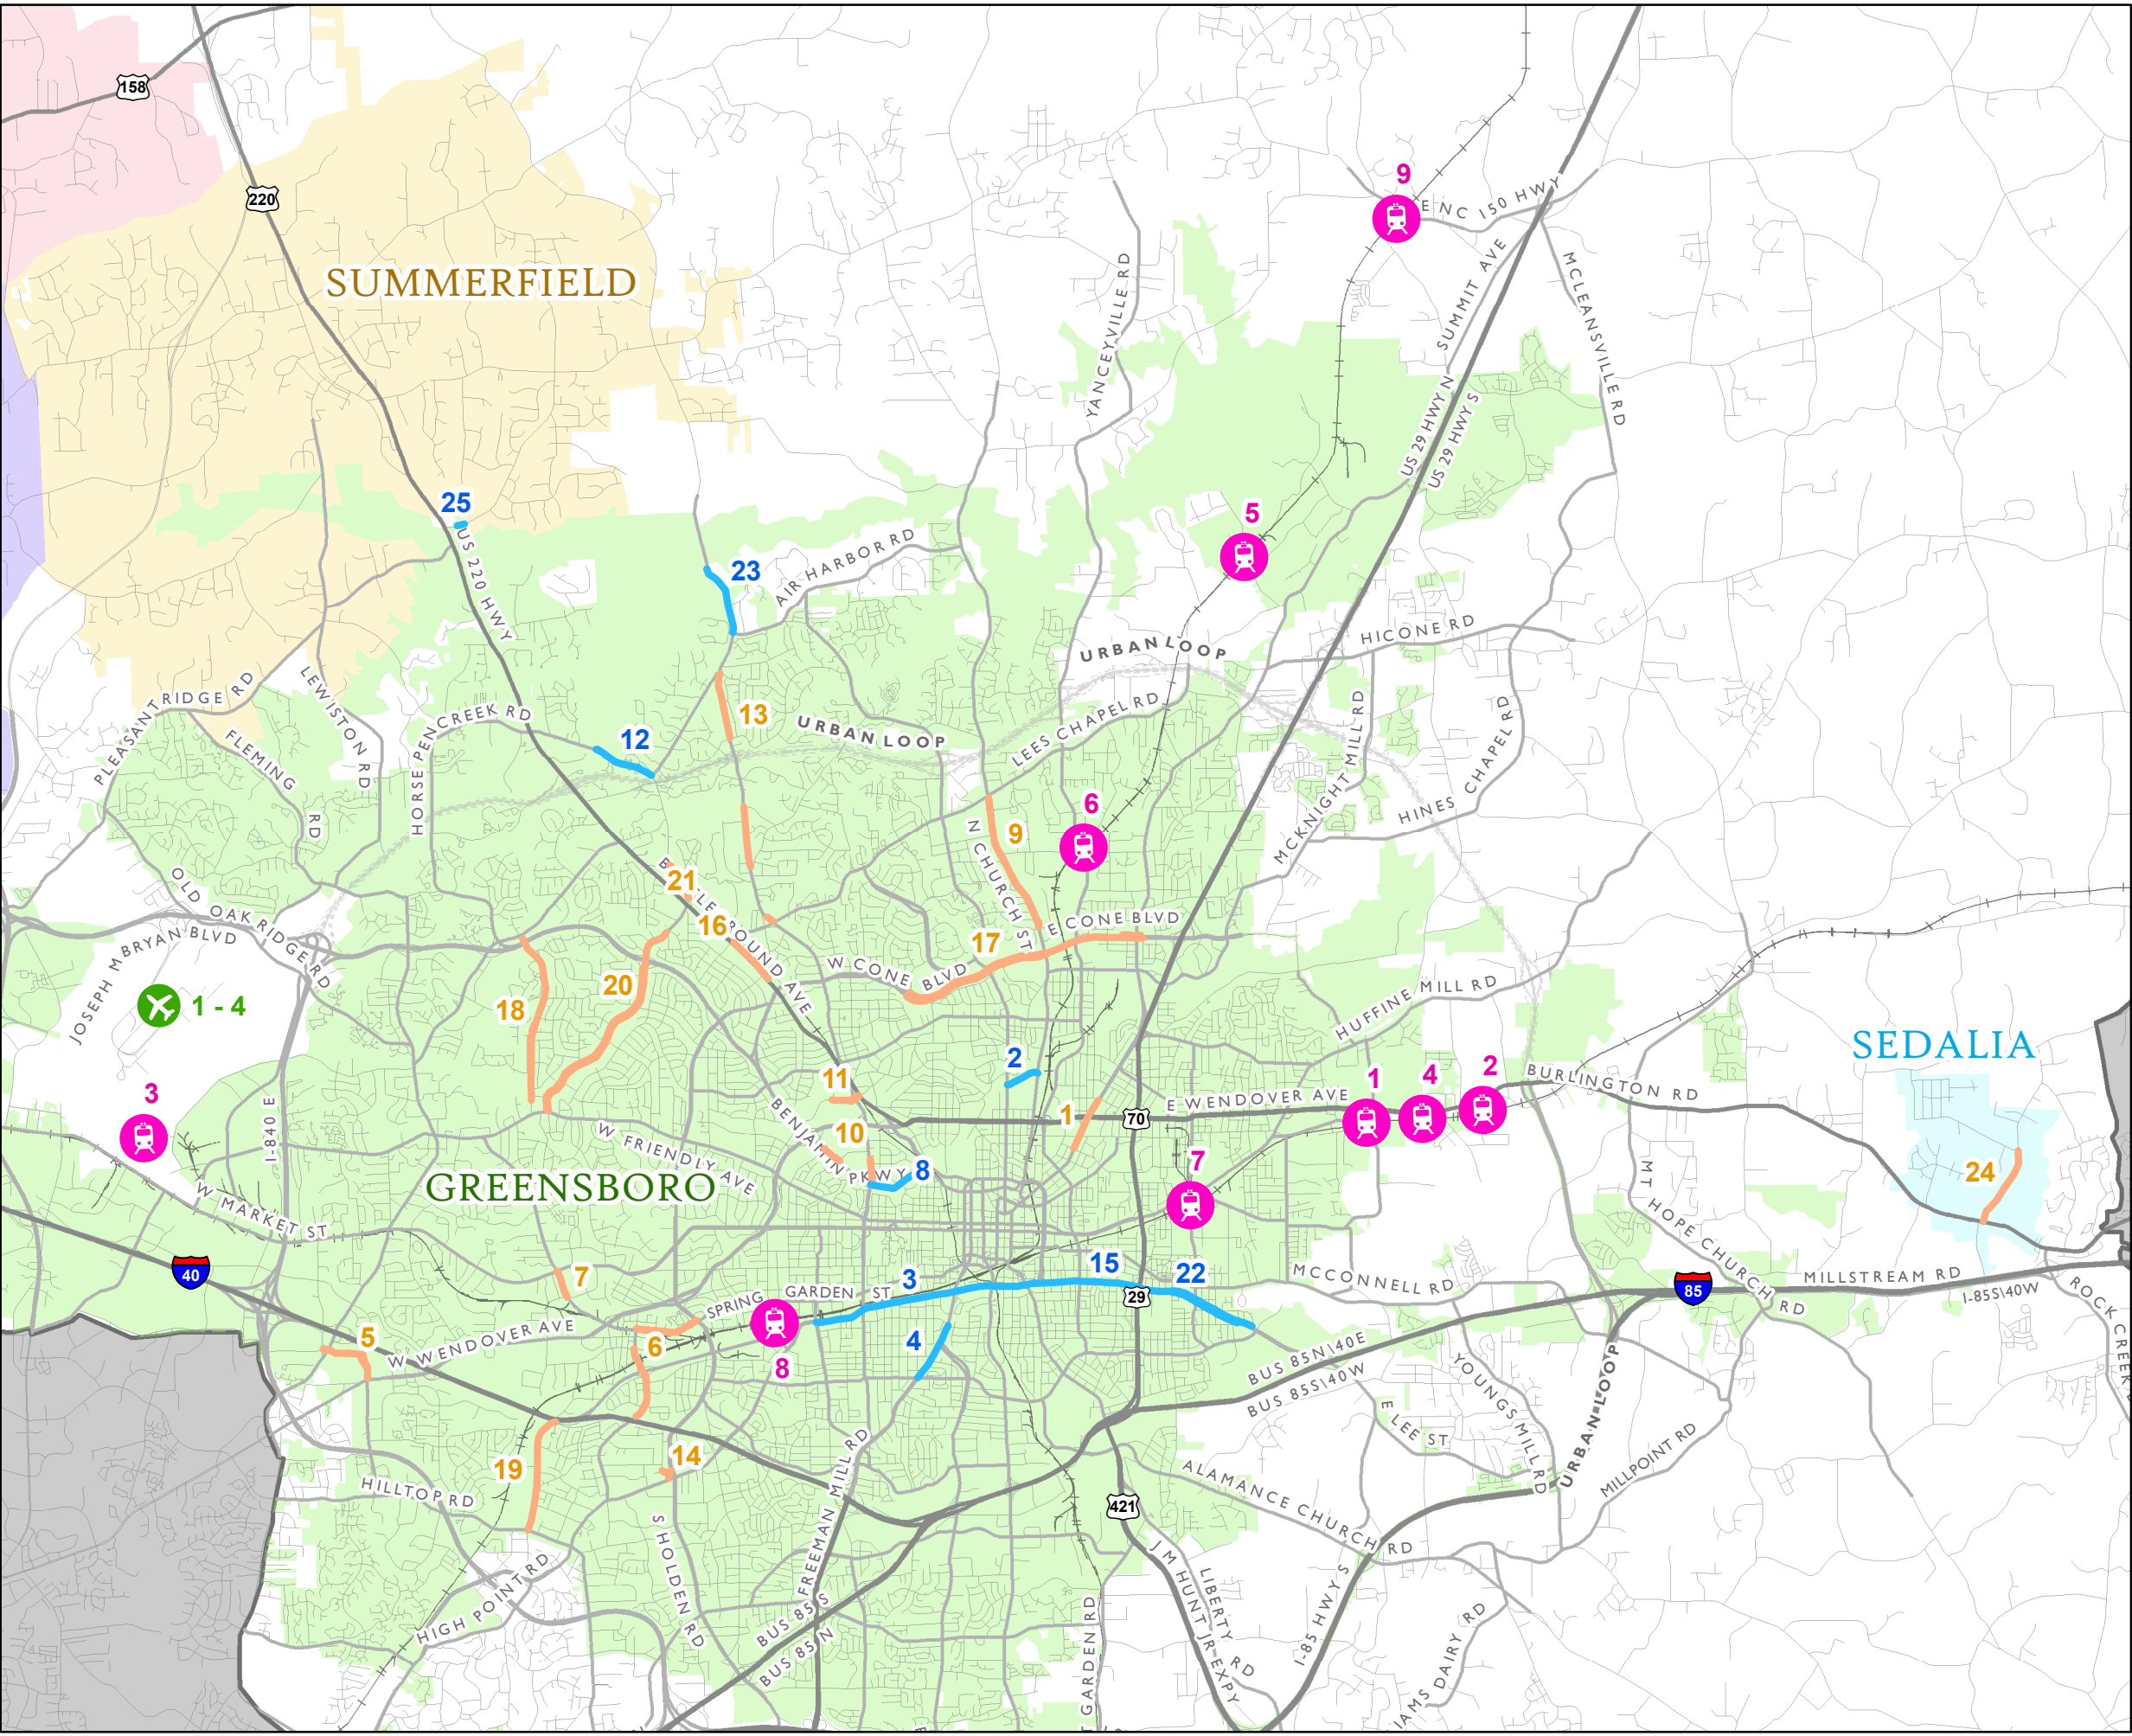 158
9
E NC 150 HWY
220
SUMMERFIELD
SUMMIT AVE
MCLEANSVILLE RD
YANCEYVILLE RD
US 29 HWY N
US 29 HWY S
25
US 220 HWY
5
23
AIR HARBOR RD
URBAN LOOP
HICONE RD
PLEASANT RIDGE RD
LEWISTON RD
HORSE PEN CREEK RD
13
12
URBAN LOOP
LEES CHAPEL RD
MCKNIGHT MILL RD
HINES CHAPEL RD
FLEMING RD
6
9
N CHURCH ST
21
BATTLEGROUND AVE
16
OLD OAK RIDGE RD
JOSEPH M BRYAN BLVD
E CONE BLVD
17
W CONE BLVD
18
20
1 - 4
HUFFINE MILL RD
SEDALIA
2
11
1
4
2
BURLINGTON RD
3
I-840 E
BENJAMIN PKWY
1
70
E WENDOVER AVE
10
W FRIENDLY AVE
8
7
MT HOPE CHURCH RD
24
GREENSBORO
W MARKET ST
40
7
3
15
22
29
MCCONNELL RD
85
MILLSTREAM RD
I-85S\40W
ROCK CREEK
SPRING GARDEN ST
5
W WENDOVER AVE
6
8
4
BUS 85N\40E
BUS 85S\40W
YOUNGS MILL RD
URBAN LOOP
E LEE ST
MILLPOINT RD
19
14
HILLTOP RD
FREEMAN MILL RD
421
ALAMANCE CHURCH RD
S HOLDEN RD
HIGH POINT RD
BUS 85 S
BUS 85 N
J M HUNT JR EXPY
LIBERTY RD
I-85 HWY S
GARDEN RD
IAMS DAIRY RD